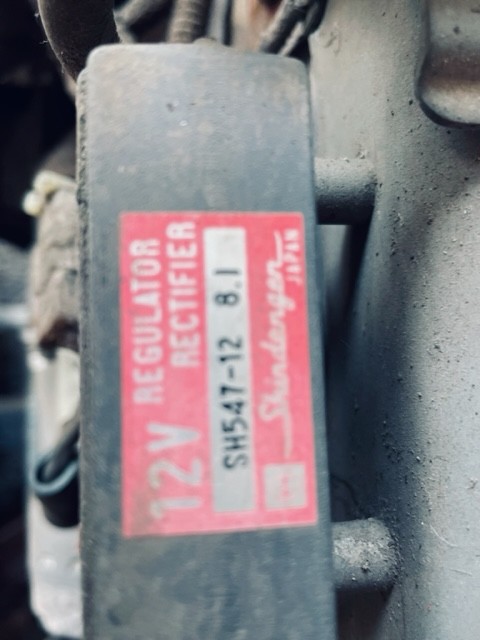 12V REGULATOR
RECTIFIER
SH547-12 8.1
Shindengen
JAPAN